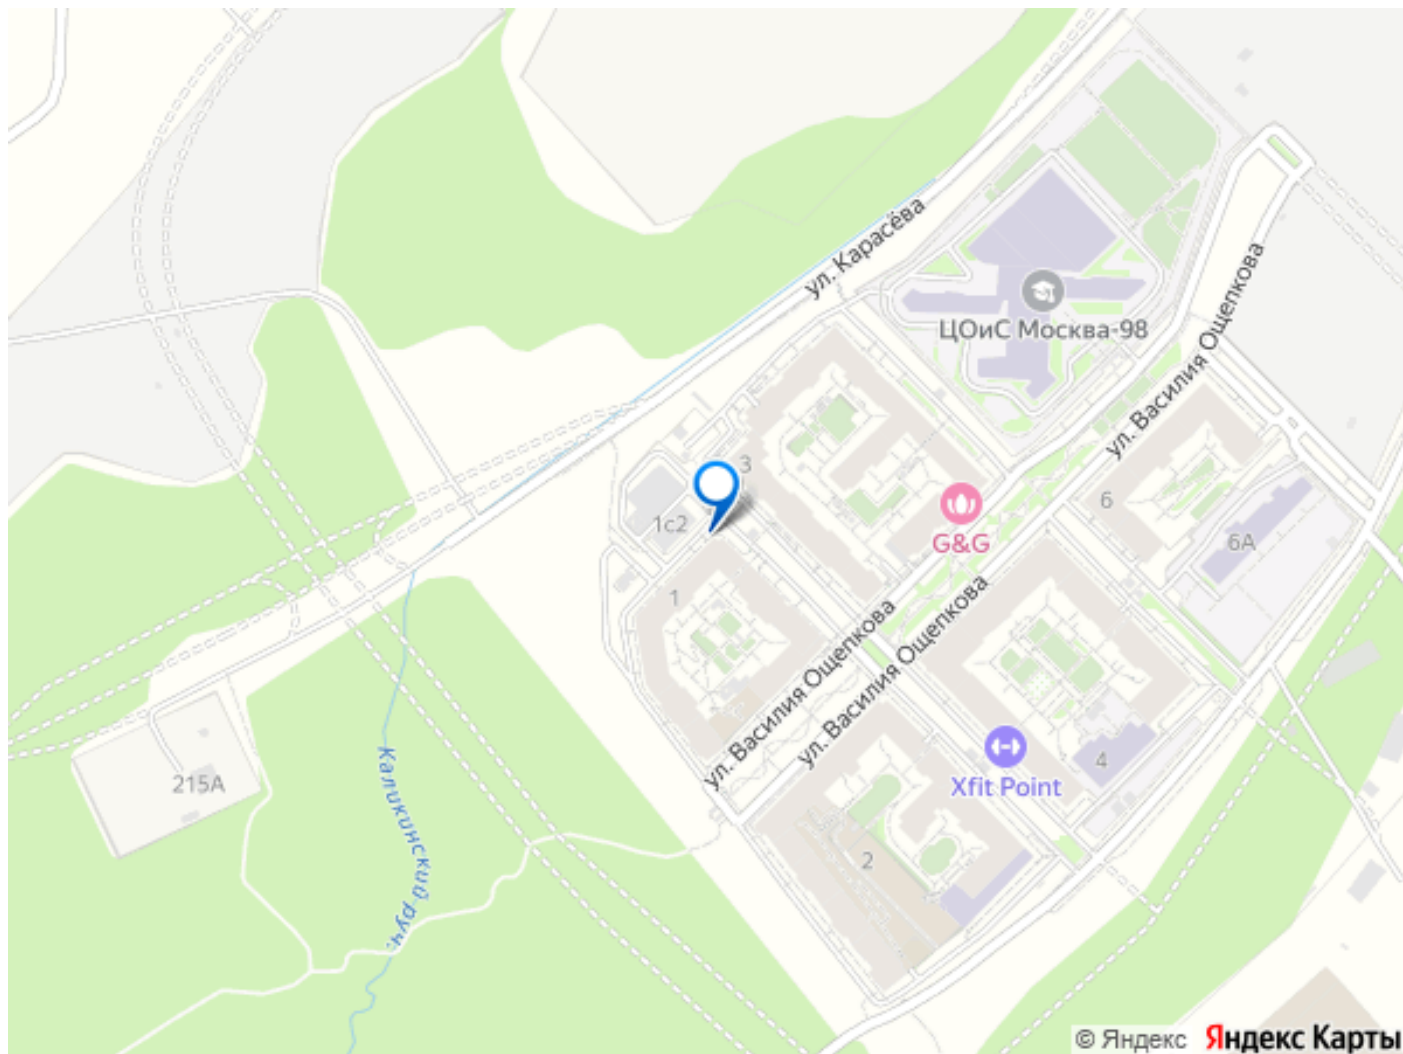 ул. Карасёва
ЦОиС Москва-98
ул. Василия Ощепкова
3
6
1с2
G&G
6А
1
ул. Василия Ощепкова
ул. Василия Ощепкова
Xfit Point
4
215А
Каликинский руч.
2
© Яндекс Яндекс Карты